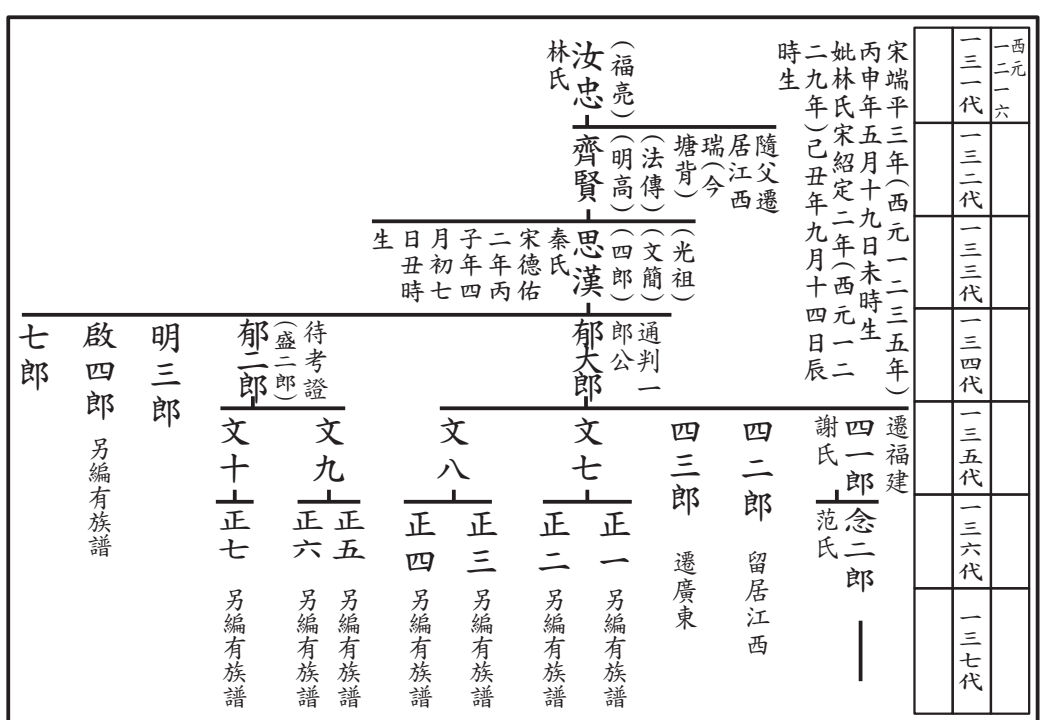 西元
一二一六
一三一代
一三二代
一三三代
一三四代
一三五代
一三六代
一三七代
宋端平三年(西元一二三五年)
丙申年五月十九日未時生
妣林氏宋紹定二年(西元一二
二九年)己丑年九月十四日辰
時生
(福亮)
汝忠
林氏
隨父遷
居江西
瑞(今
塘背)
(法傳)
(明高)
齊賢
(光祖)
(文簡)
(四郎)
思漢
秦氏
宋德佑
二年丙
子年四
月初七
日丑時
生
通判一
郎公
郁大郎
待考證
(盛二郎)
郁二郎
明三郎
啟四郎
另編有族譜
七郎
遷福建
四一郎
謝氏
四二郎
留居江西
四三郎
遷廣東
文七
文八
文九
文十
念二郎
范氏
正一
另編有族譜
正二
另編有族譜
正三
另編有族譜
正四
另編有族譜
正五
另編有族譜
正六
另編有族譜
正七
另編有族譜